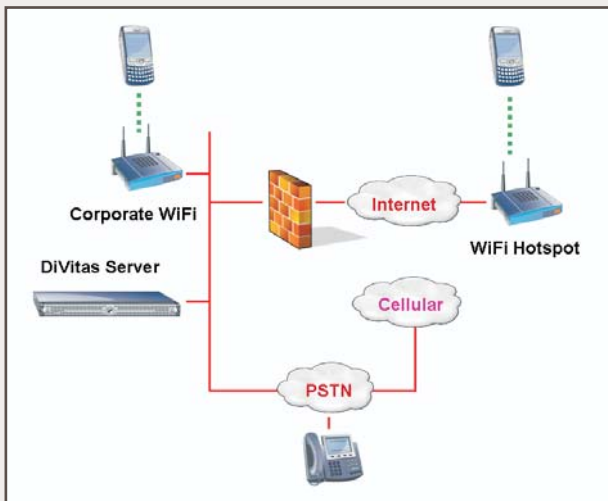 Corporate WiFi
Internet
WiFi Hotspot
DiVitas Server
Cellular
PSTN